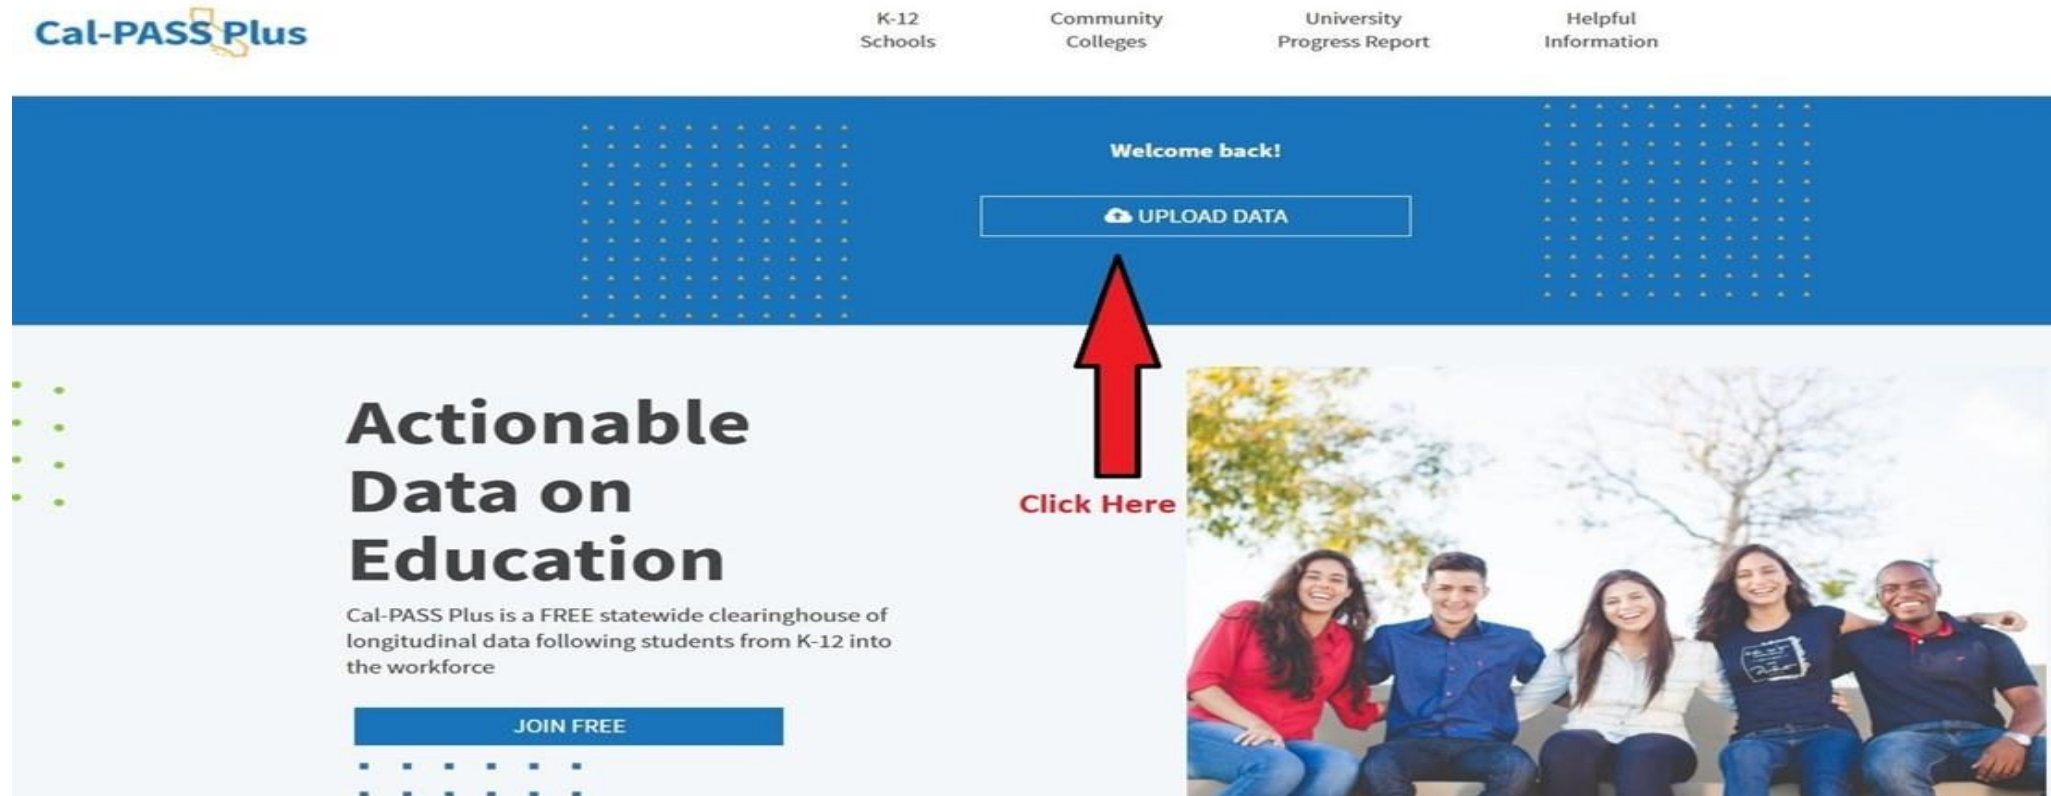 Cal-PASS Plus
K-12
Schools
Community
Colleges
University
Progress Report
Helpful
Information
Welcome back!
UPLOAD DATA
Click Here
Actionable
Data on
Education
Cal-PASS Plus is a FREE statewide clearinghouse of
longitudinal data following students from K-12 into
the workforce
JOIN FREE